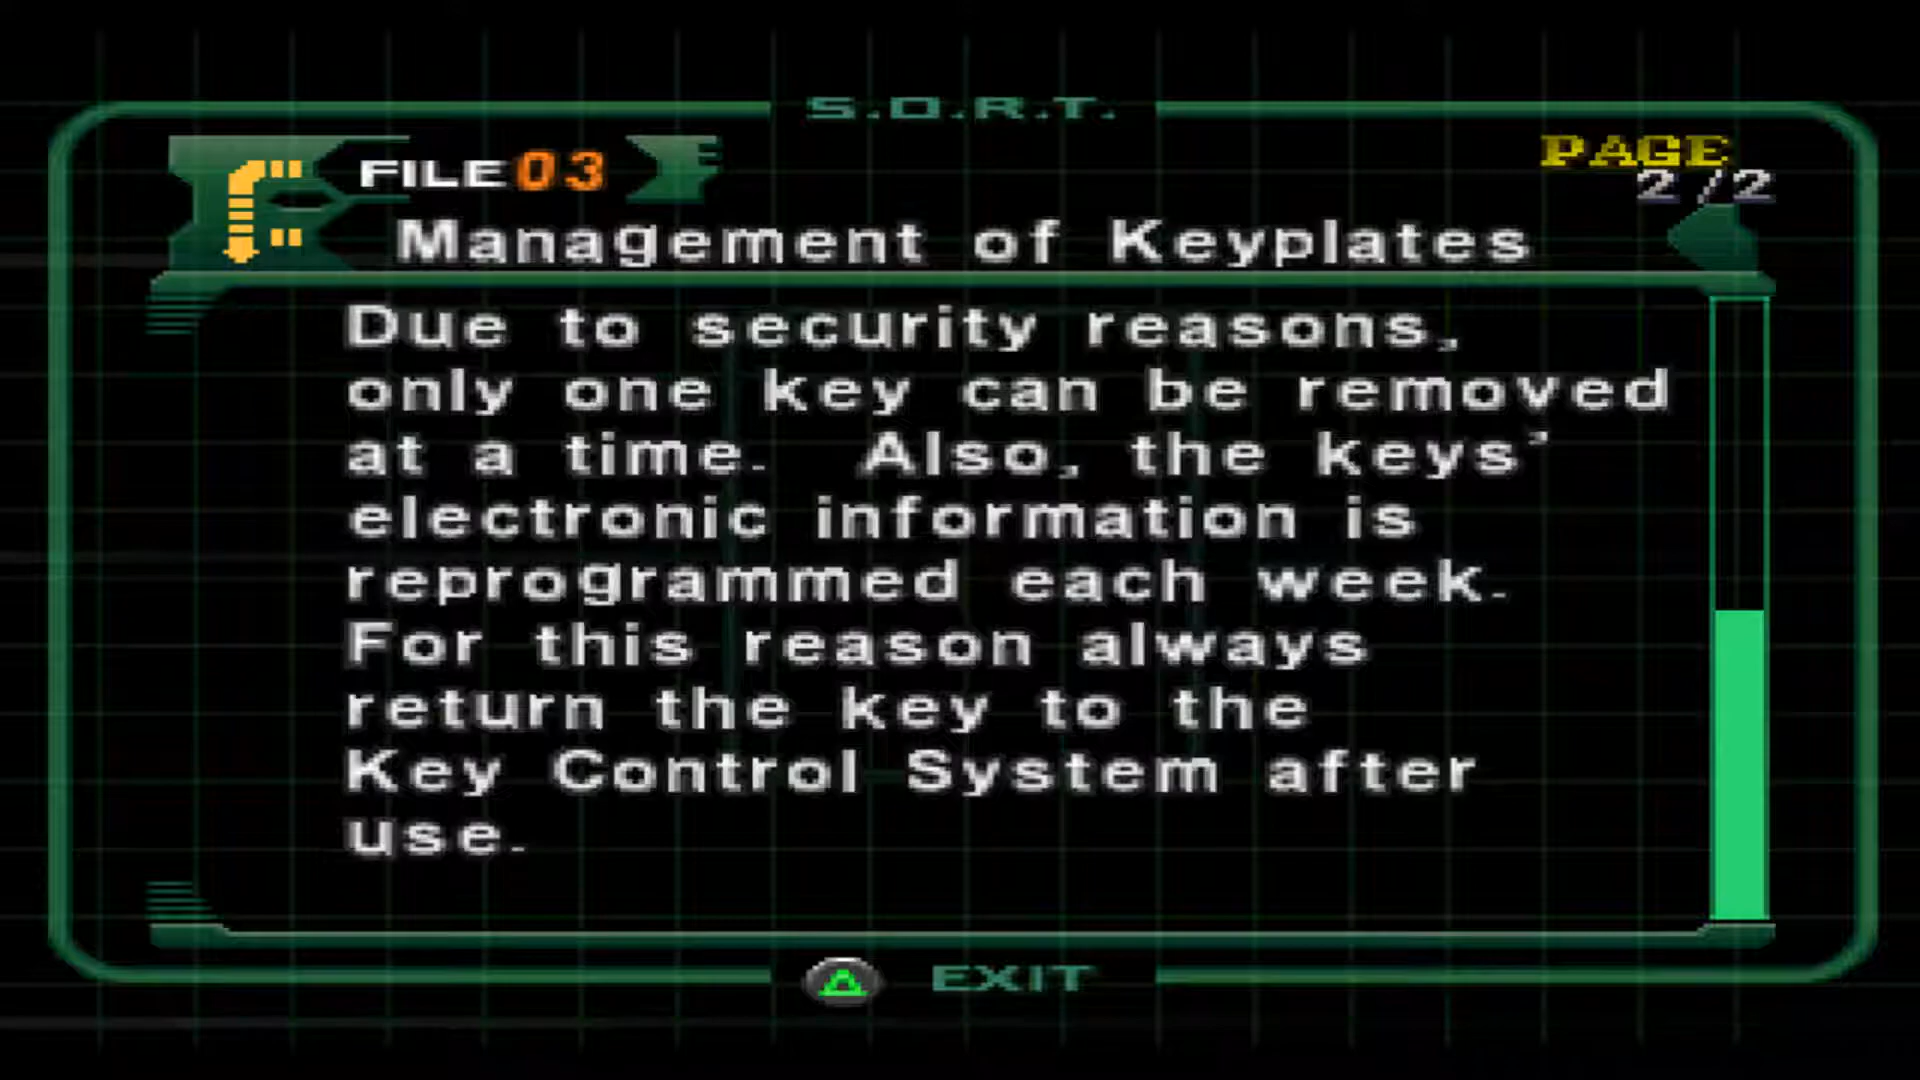 S.O.R.T.
FILE 03
PAGE
2/2
Management of Keyplates
Due to security reasons,
only one key can be removed
at a time. Also, the keys'
electronic information is
reprogrammed each week.
For this reason always
return the key to the
Key Control System after
use.
EXIT